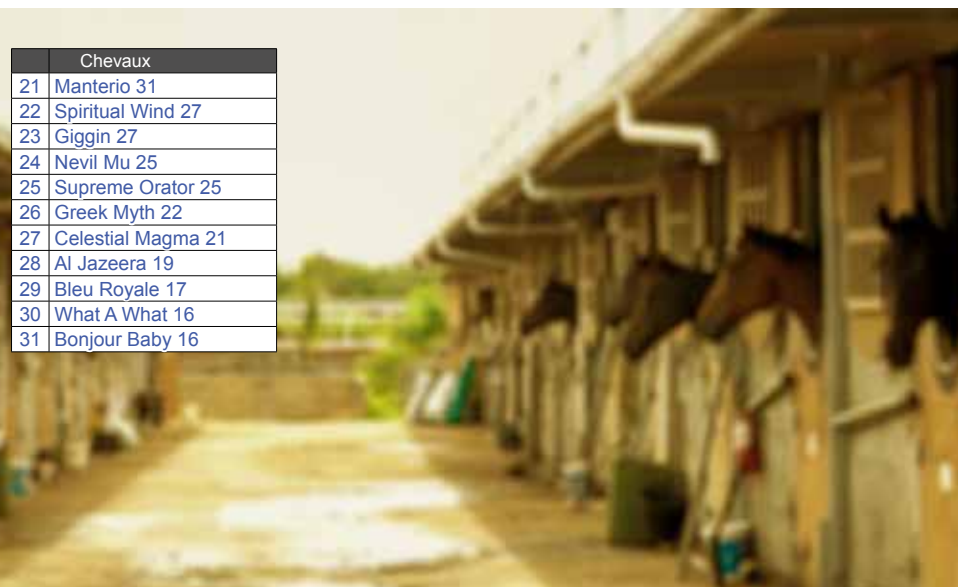 Chevaux
21 Manterio 31
22 Spiritual Wind 27
23 Giggin 27
24 Nevil Mu 25
25 Supreme Orator 25
26 Greek Myth 22
27 Celestial Magma 21
28 Al Jazeera 19
29 Bleu Royale 17
30 What A What 16
31 Bonjour Baby 16